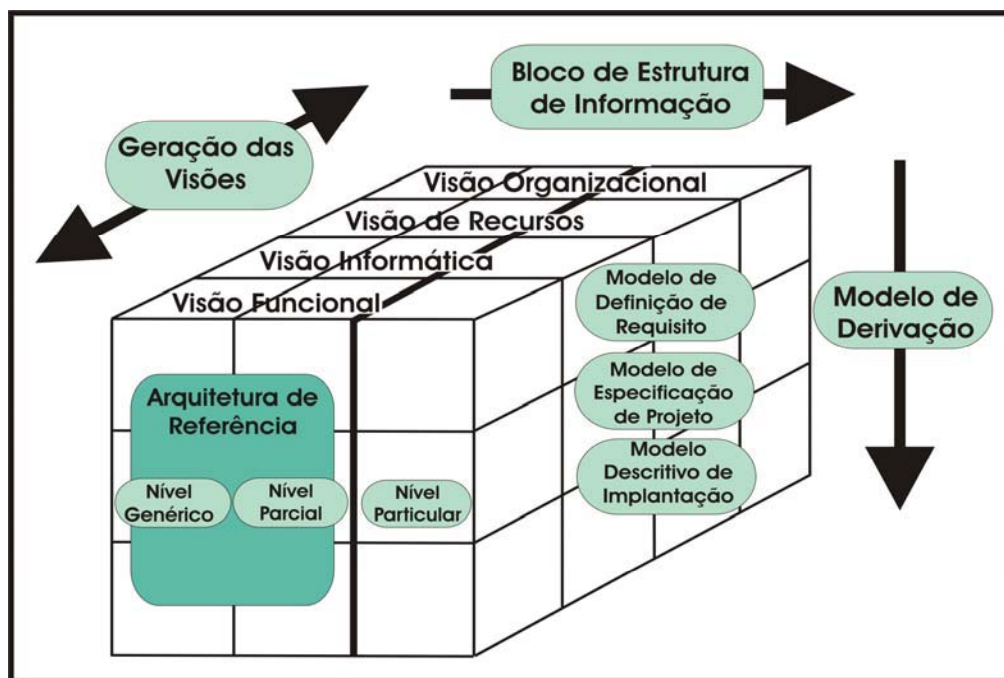 Bloco de Estrutura
de Informação
Geração das
Visões
Visão Organizacional
Visão de Recursos
Visão Informática
Visão Funcional
Modelo de
Definição de
Requisito
Modelo de
Derivação
Modelo de
Especificação
de Projeto
Arquitetura de
Referência
Modelo
Descritivo de
Implantação
Nível
Genérico
Nível
Parcial
Nível
Particular